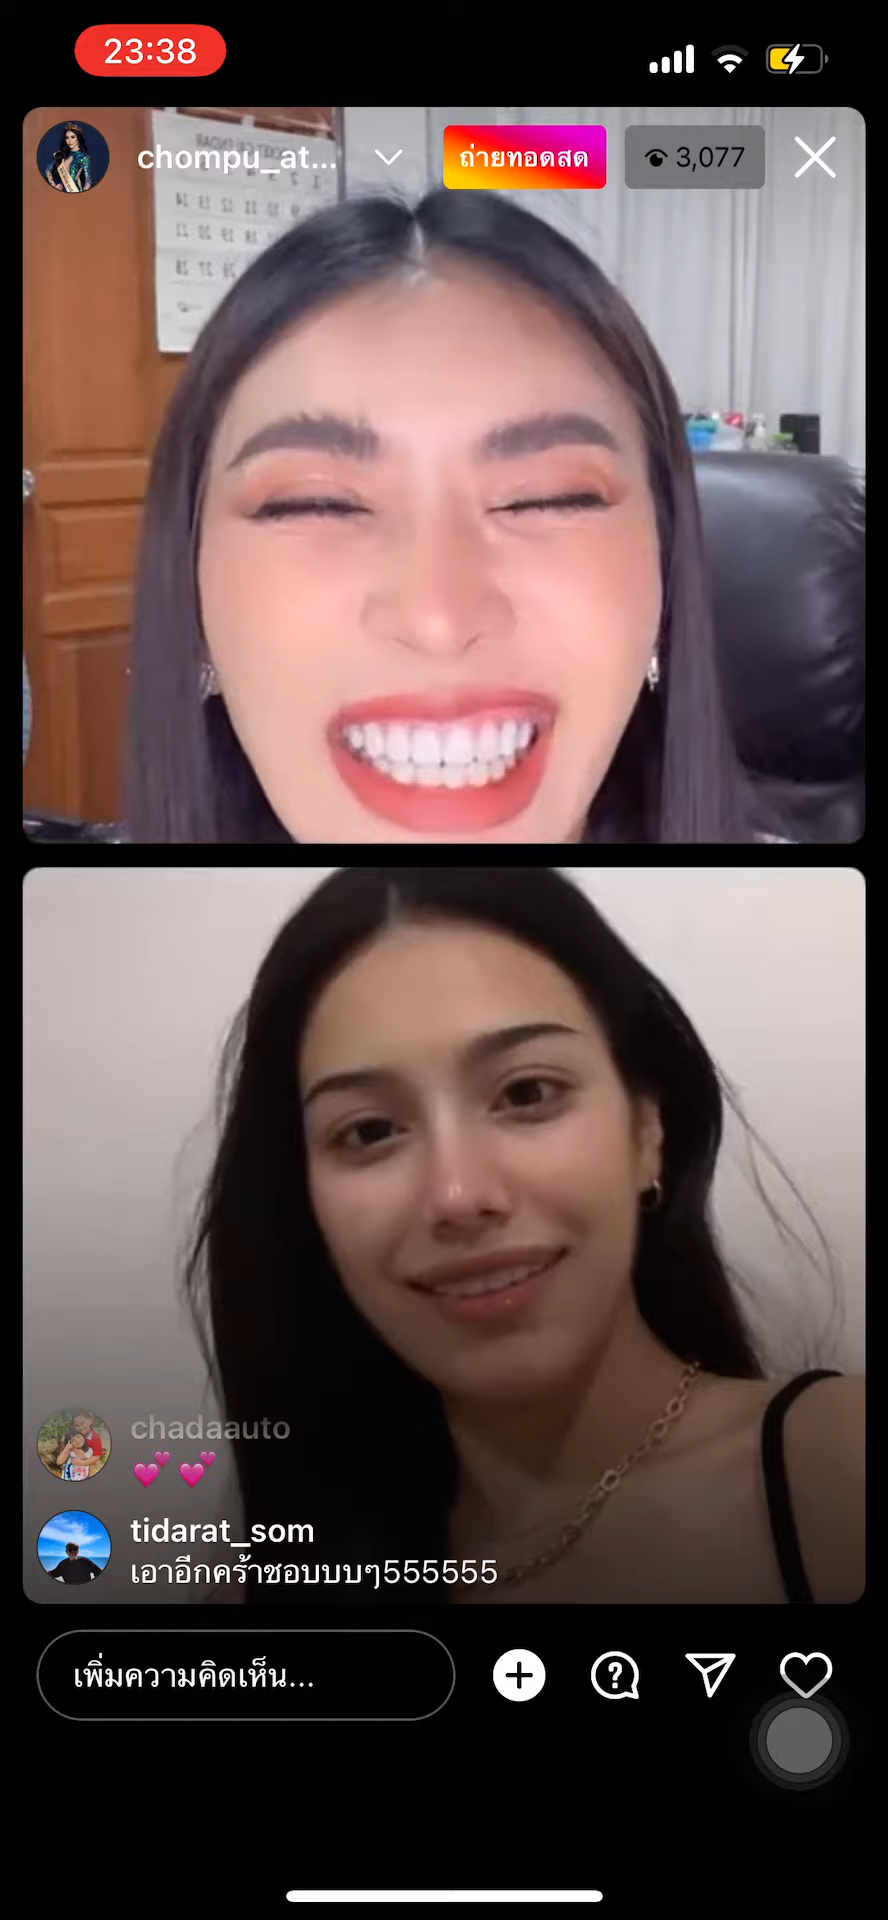 23:38
chompu_at...
ถ่ายทอดสด
3,077
chadaauto
💕 💕
tidarat_som
เอาอีกคร้าชอบบบๆ555555
เพิ่มความคิดเห็น...